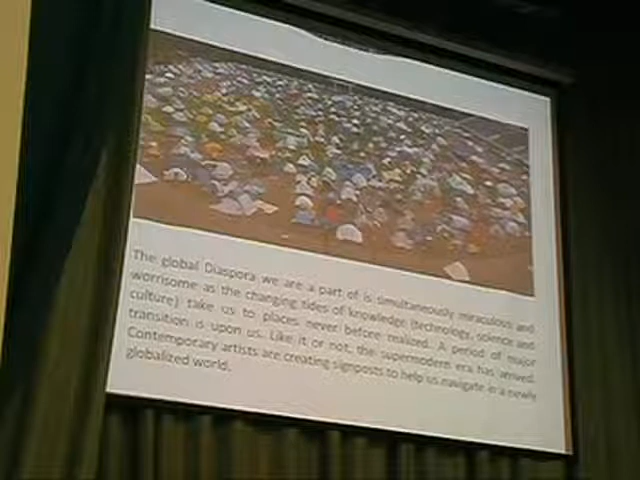 The global Diaspora we are a part of is simultaneously miraculous and
worrisome as the changing tides of knowledge (technology, science and
culture) take us to places never before realized. A period of major
transition is upon us. Like it or not, the supermodern era has arrived.
Contemporary artists are creating signposts to help us navigate in a newly
globalized world.